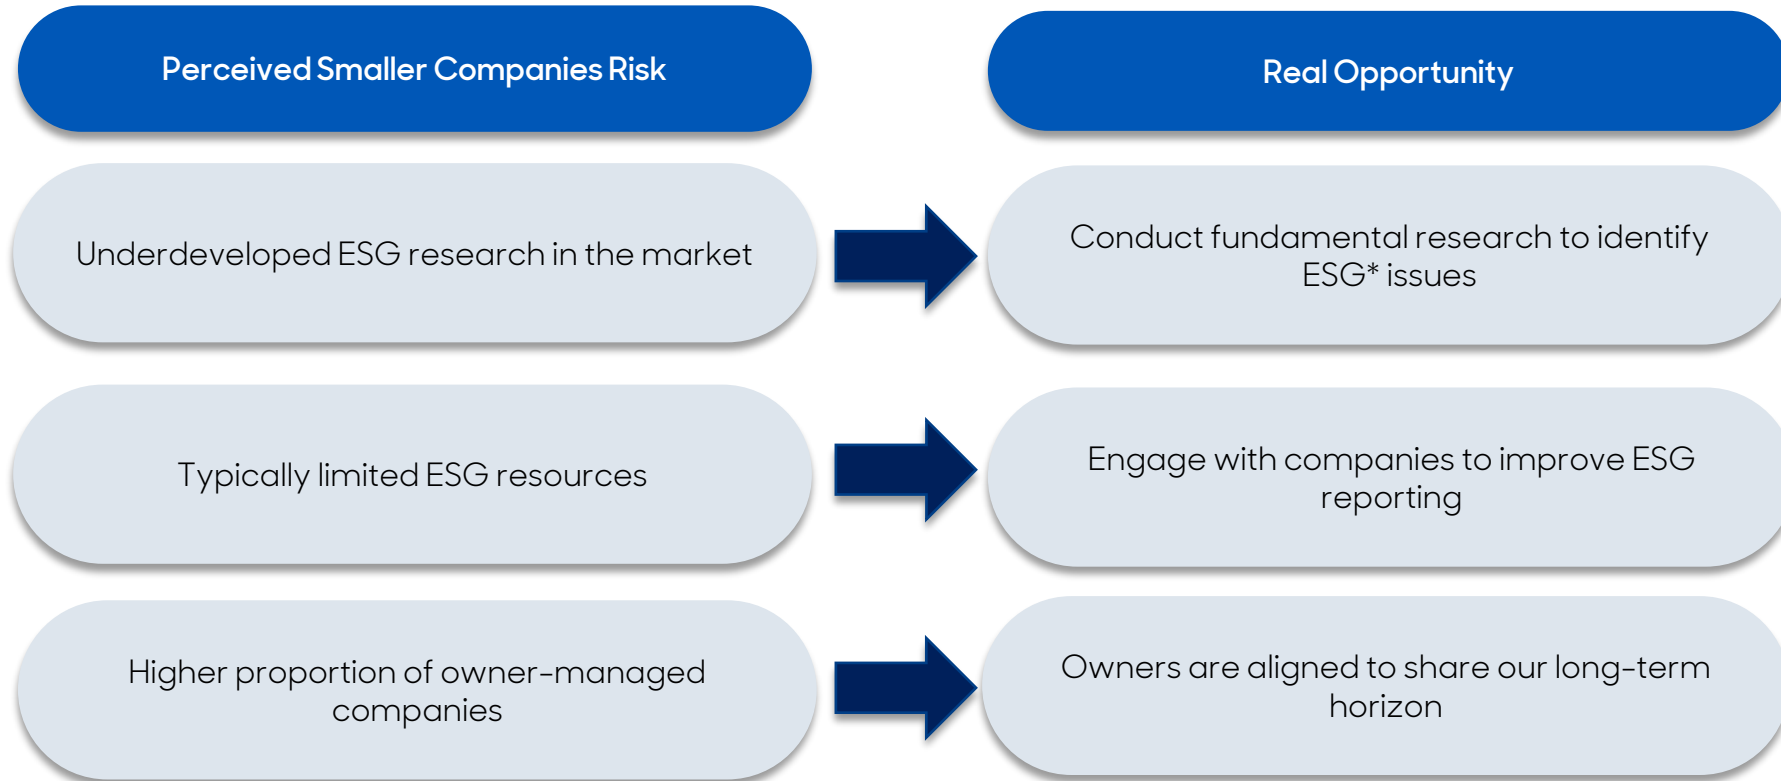 Perceived Smaller Companies Risk
Real Opportunity
Underdeveloped ESG research in the market
Conduct fundamental research to identify
ESG* issues
Typically limited ESG resources
Engage with companies to improve ESG
reporting
Higher proportion of owner-managed
companies
Owners are aligned to share our long-term
horizon